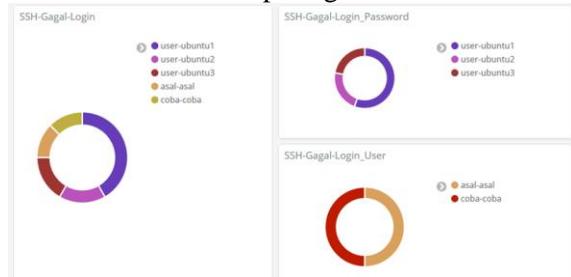 SSH-Gagal-Login
user-ubuntu1
user-ubuntu2
user-ubuntu3
asal-asal
coba-coba
SSH-Gagal-Login_Password
user-ubuntu1
user-ubuntu2
user-ubuntu3
SSH-Gagal-Login_User
asal-asal
coba-coba